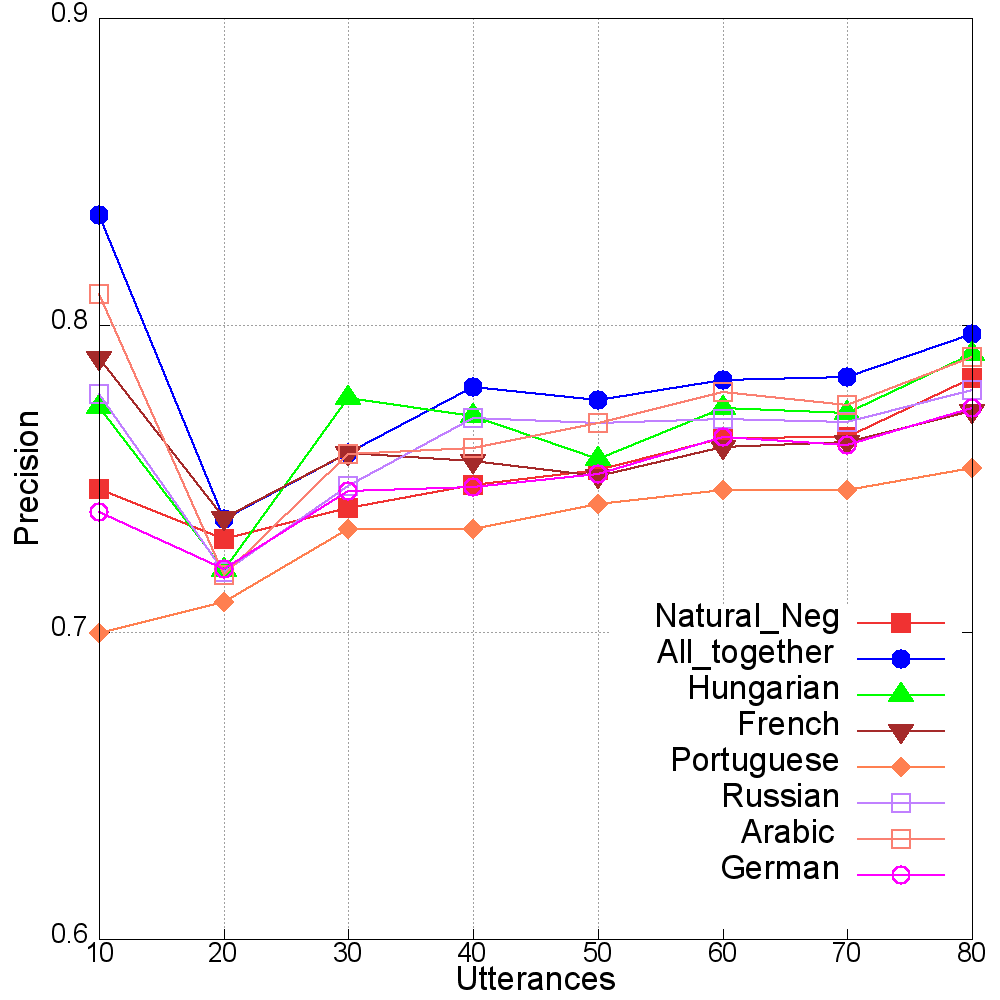 0.9
0.8
0.7
0.6
Precision
10 20 30 40 50 60 70 80
Utterances
Natural_Neg
All_together
Hungarian
French
Portuguese
Russian
Arabic
German